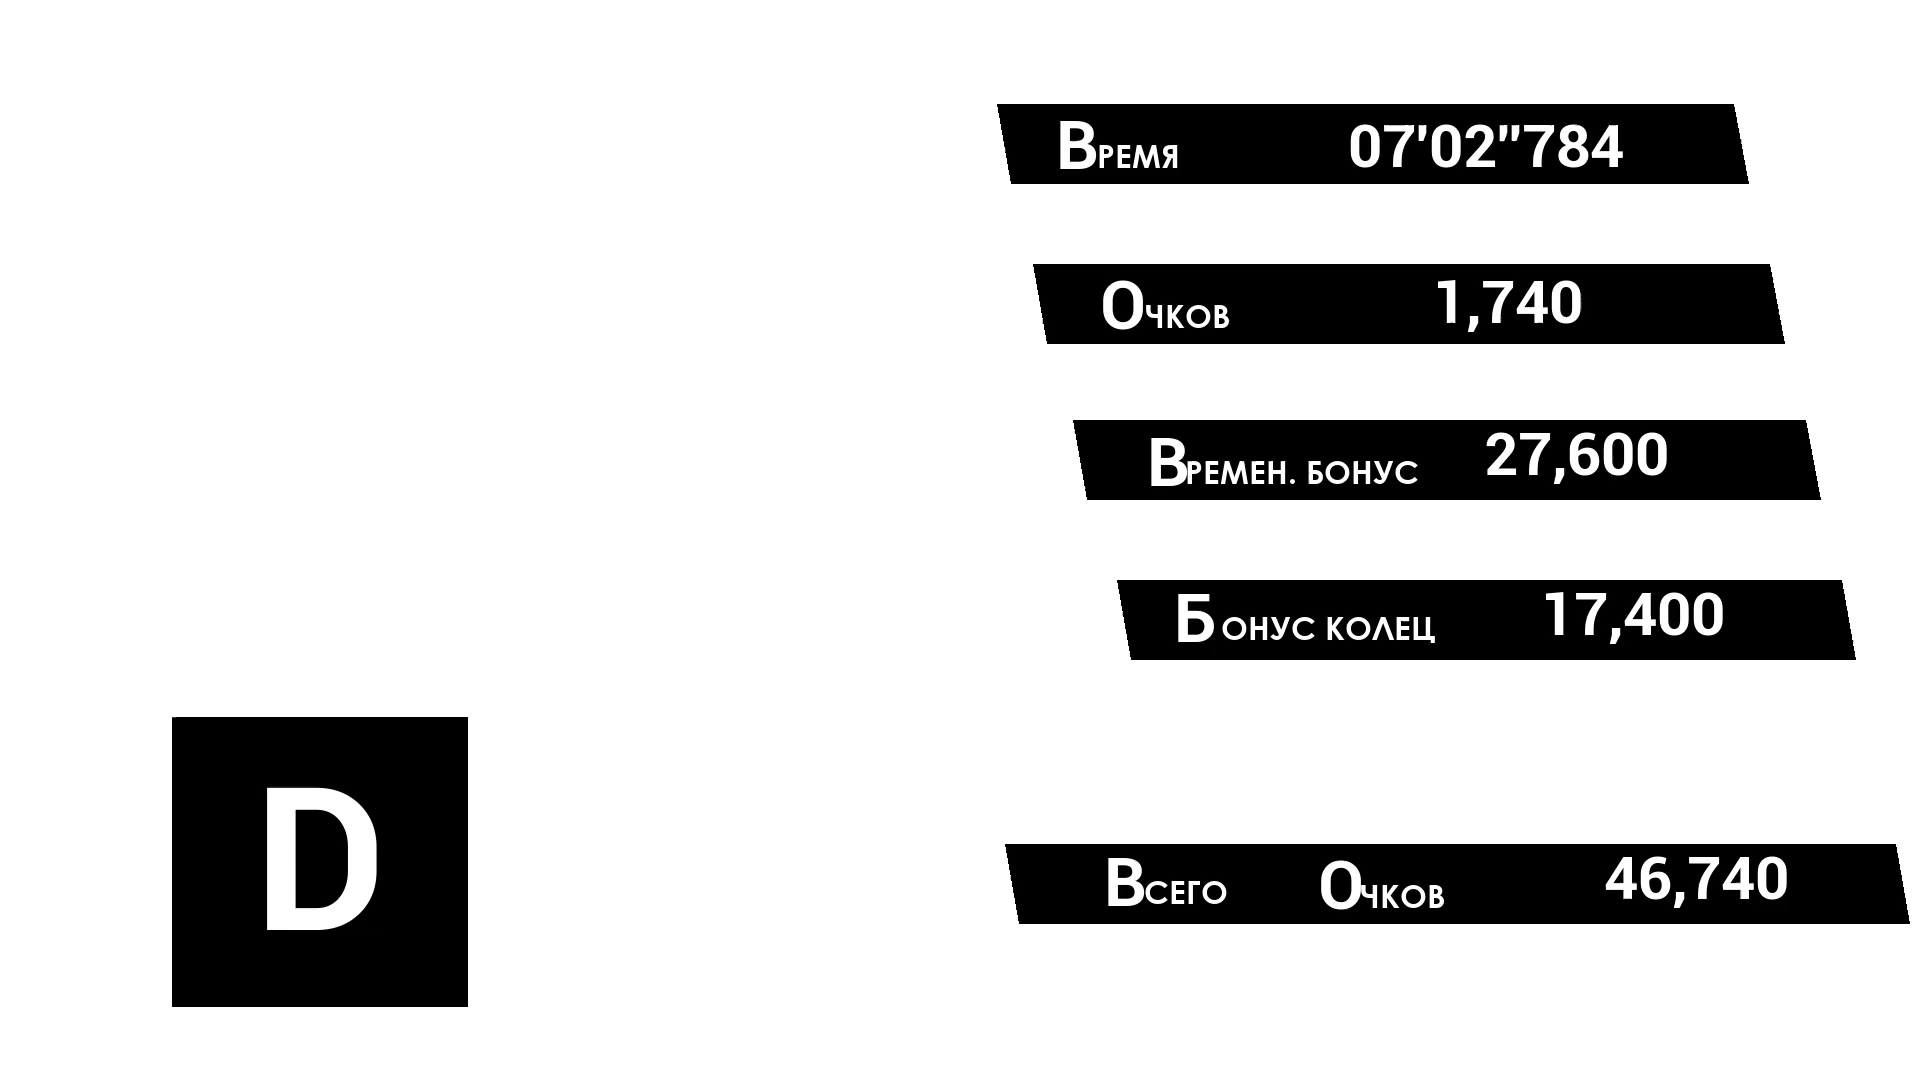 Время 07'02"784
Очков 1,740
Времен. бонус 27,600
Бонус колец 17,400
D
Всего Очков 46,740